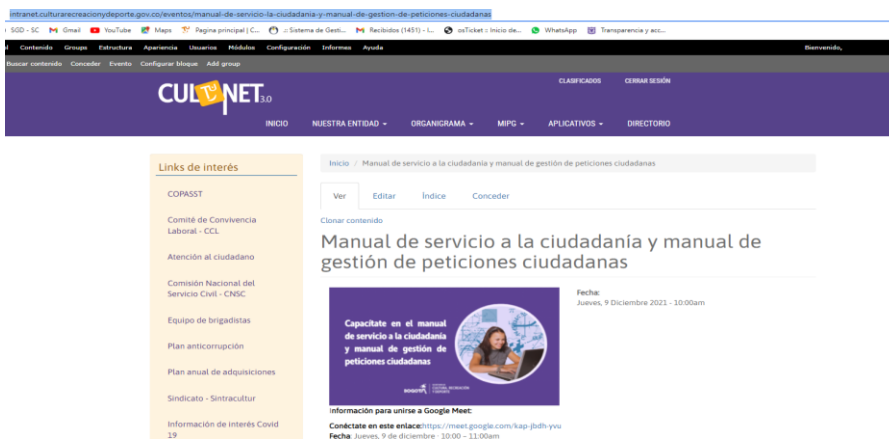 intranet.culturarecreacionydeporte.gov.co/eventos/manual-de-servicio-la-ciudadania-y-manual-de-gestion-de-peticiones-ciudadanas
SGD - SC Gmail YouTube Maps Pagina principal | C... .:: Sistema de Gesti... Recibidos (1451) - l... osTicket :: Inicio de... WhatsApp Transparencia y acc...
Contenido Groups Estructura Apariencia Usuarios Módulos Configuración Informes Ayuda Bienvenido,
Buscar contenido Conceder Evento Configurar bloque Add group
CLASIFICADOS CERRAR SESIÓN
CULTUNET3.0
INICIO NUESTRA ENTIDAD ORGANIGRAMA MIPG APLICATIVOS DIRECTORIO
Links de interés
COPASST
Comité de Convivencia
Laboral - CCL
Atención al ciudadano
Comisión Nacional del
Servicio Civil - CNSC
Equipo de brigadistas
Plan anticorrupción
Plan anual de adquisiciones
Sindicato - Sintracultur
Información de interés Covid
19
Inicio / Manual de servicio a la ciudadanía y manual de gestión de peticiones ciudadanas
Ver Editar Índice Conceder
Clonar contenido
Manual de servicio a la ciudadanía y manual de
gestión de peticiones ciudadanas
Capacítate en el manual
de servicio a la ciudadanía
y manual de gestión de
peticiones ciudadanas
BOGOTÁ
Fecha:
Jueves, 9 Diciembre 2021 - 10:00am
Información para unirse a Google Meet:
Conéctate en este enlace:https://meet.google.com/kap-jbdh-yvu
Fecha: Jueves, 9 de diciembre · 10:00 – 11:00am